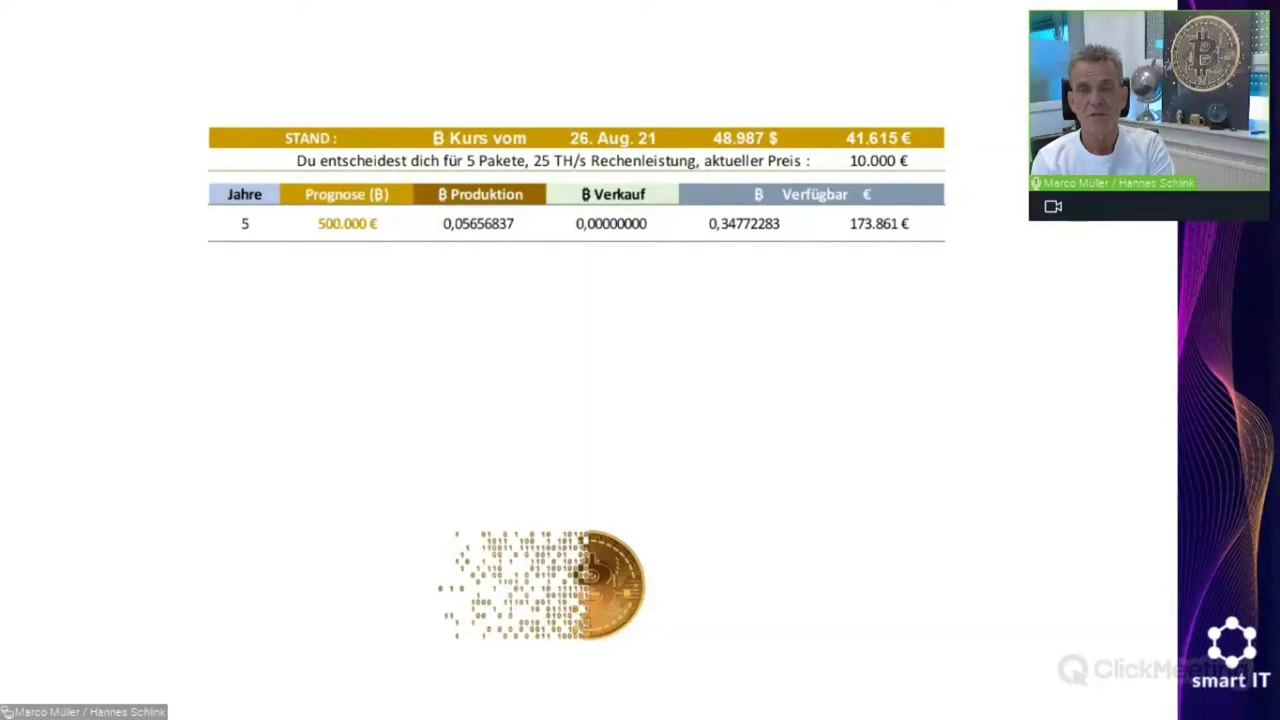 STAND : ₿ Kurs vom 26. Aug. 21 48.987 $ 41.615 €
Du entscheidest dich für 5 Pakete, 25 TH/s Rechenleistung, aktueller Preis : 10.000 €
Jahre Prognose (₿) ₿ Produktion ₿ Verkauf ₿ Verfügbar €
5 500.000 € 0,05656837 0,00000000 0,34772283 173.861 €
Marco Müller / Hannes Schlink
ClickMeeting
smart IT
Marco Müller / Hannes Schlink